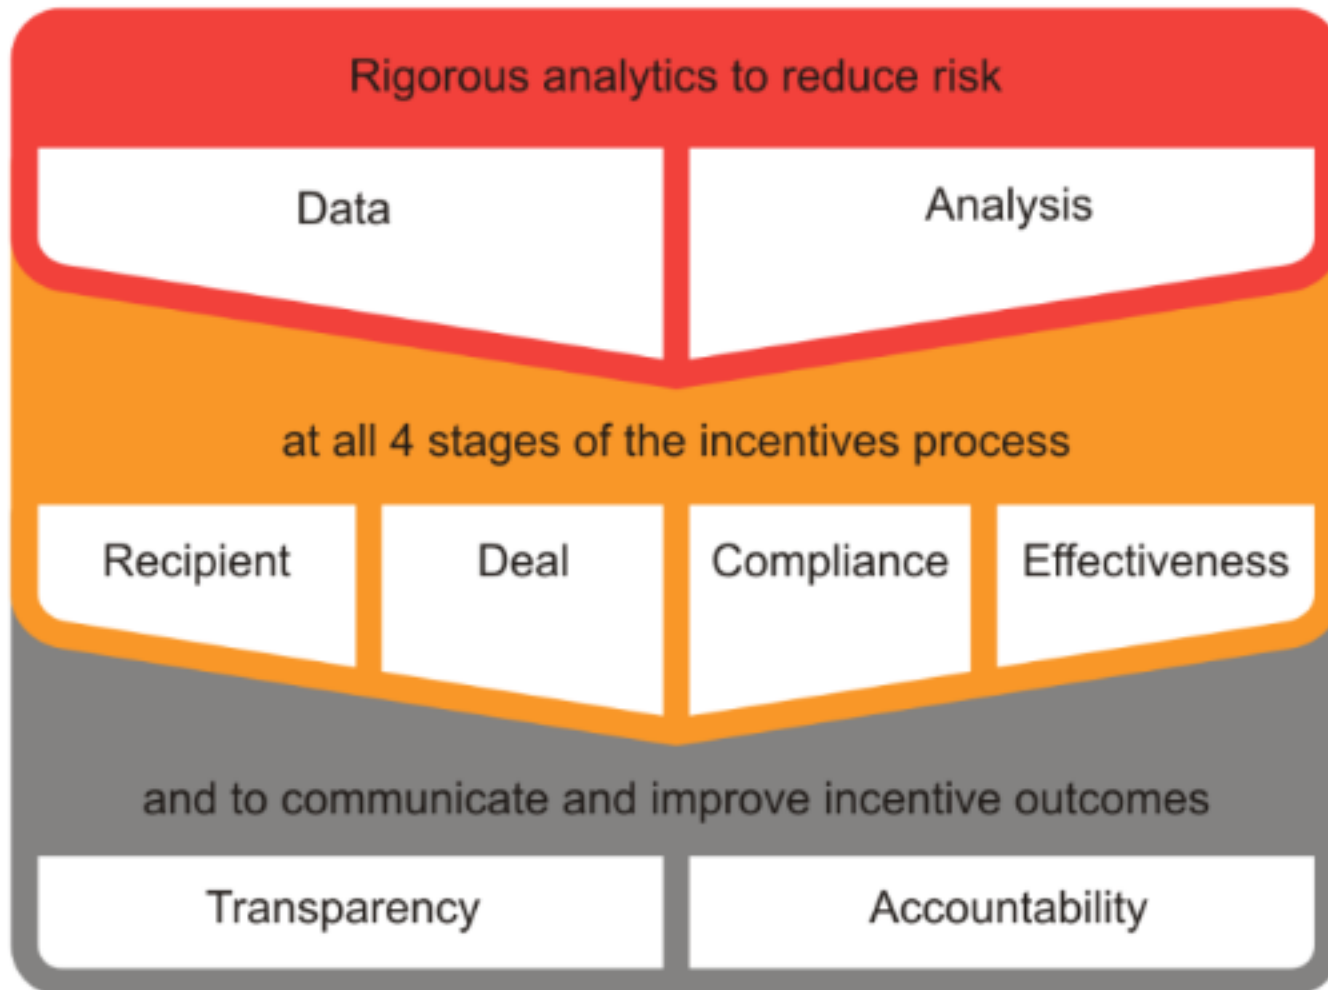 Rigorous analytics to reduce risk
Data
Analysis
at all 4 stages of the incentives process
Recipient
Deal
Compliance
Effectiveness
and to communicate and improve incentive outcomes
Transparency
Accountability